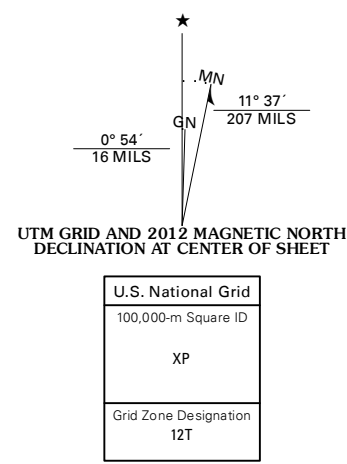 ★
MN
11° 37´
207 MILS
GN
0° 54´
16 MILS
UTM GRID AND 2012 MAGNETIC NORTH
DECLINATION AT CENTER OF SHEET
U.S. National Grid
100,000-m Square ID
XP
Grid Zone Designation
12T